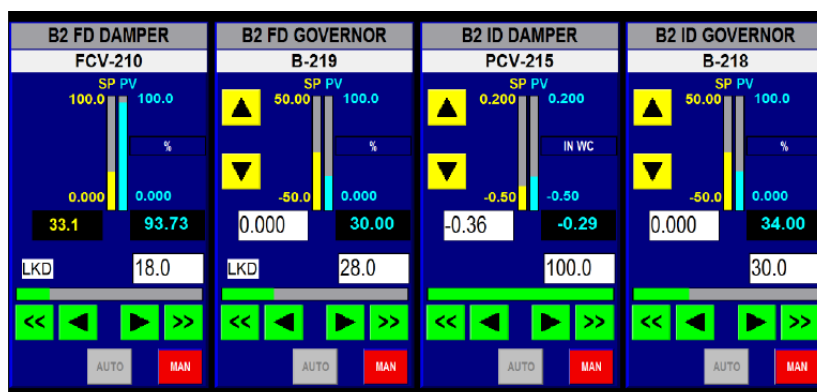 B2 FD DAMPER
FCV-210
SP PV
100.0 100.0
%
0.000 0.000
33.1 93.73
LKD 18.0
<< >>
AUTO MAN
B2 FD GOVERNOR
B-219
SP PV
50.00 100.0
%
-50.0 0.000
0.000 30.00
LKD 28.0
<< >>
AUTO MAN
B2 ID DAMPER
PCV-215
SP PV
0.200 0.200
IN WC
-0.50 -0.50
-0.36 -0.29
100.0
<< >>
AUTO MAN
B2 ID GOVERNOR
B-218
SP PV
50.00 100.0
%
-50.0 0.000
0.000 34.00
30.0
<< >>
AUTO MAN